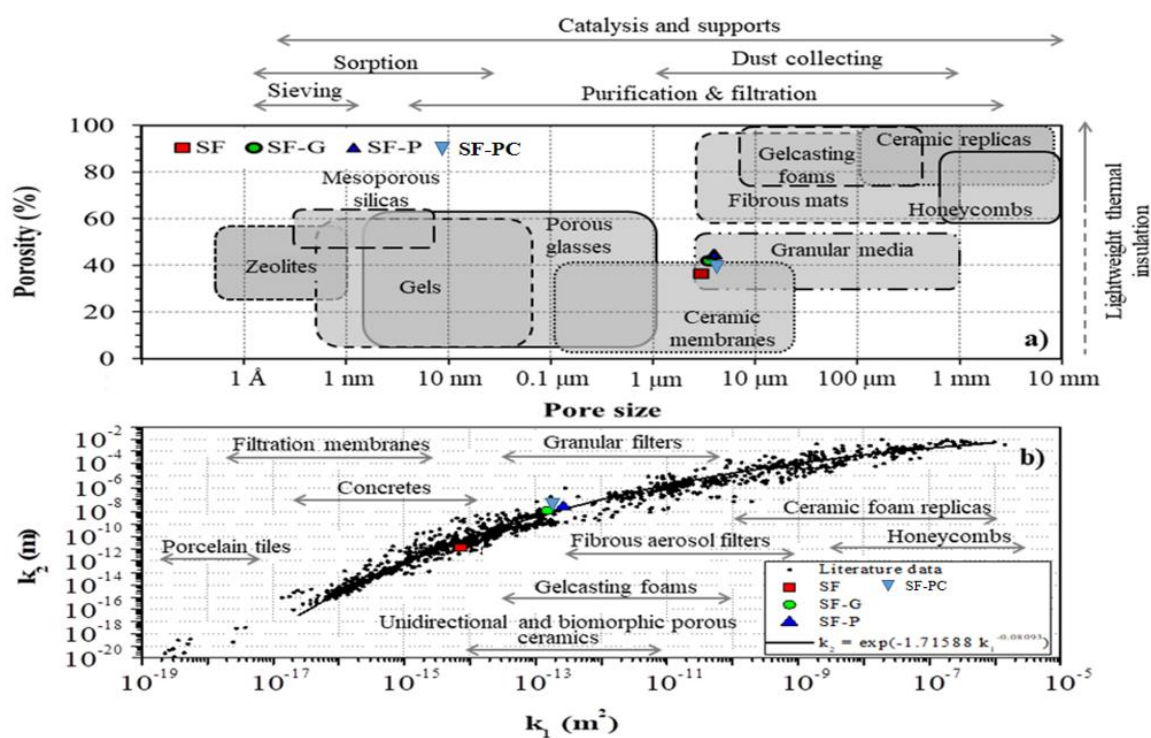 Catalysis and supports
Sorption
Dust collecting
Sieving
Purification & filtration
100
80
60
40
20
0
Porosity (%)
SF
SF-G
SF-P
SF-PC
Mesoporous
silicas
Zeolites
Gels
Porous
glasses
Ceramic
membranes
Gelcasting
foams
Ceramic replicas
Fibrous mats
Honeycombs
Granular media
a)
Lightweight thermal
insulation
1 Å
1 nm
10 nm
0.1 µm
1 µm
10 µm
100 µm
1 mm
10 mm
Pore size
10⁻²
10⁻⁴
10⁻⁶
10⁻⁸
10⁻¹⁰
10⁻¹²
10⁻¹⁴
10⁻¹⁶
10⁻¹⁸
10⁻²⁰
k₂ (m)
Filtration membranes
Granular filters
b)
Concretes
Ceramic foam replicas
Porcelain tiles
Fibrous aerosol filters
Honeycombs
Gelcasting foams
Unidirectional and biomorphic porous
ceramics
Literature data
SF
SF-PC
SF-G
SF-P
k₂ = exp(-1.71588 k₁⁻⁰·⁰⁸⁰⁹³)
10⁻¹⁹
10⁻¹⁷
10⁻¹⁵
10⁻¹³
10⁻¹¹
10⁻⁹
10⁻⁷
10⁻⁵
k₁ (m²)